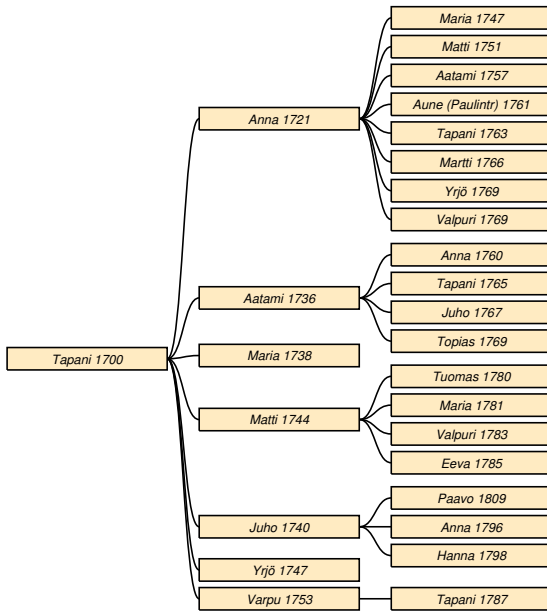 Tapani 1700
Anna 1721
Maria 1747
Matti 1751
Aatami 1757
Aune (Paulintr) 1761
Tapani 1763
Martti 1766
Yrjö 1769
Valpuri 1769
Aatami 1736
Anna 1760
Tapani 1765
Juho 1767
Topias 1769
Maria 1738
Matti 1744
Tuomas 1780
Maria 1781
Valpuri 1783
Eeva 1785
Juho 1740
Paavo 1809
Anna 1796
Hanna 1798
Yrjö 1747
Varpu 1753
Tapani 1787